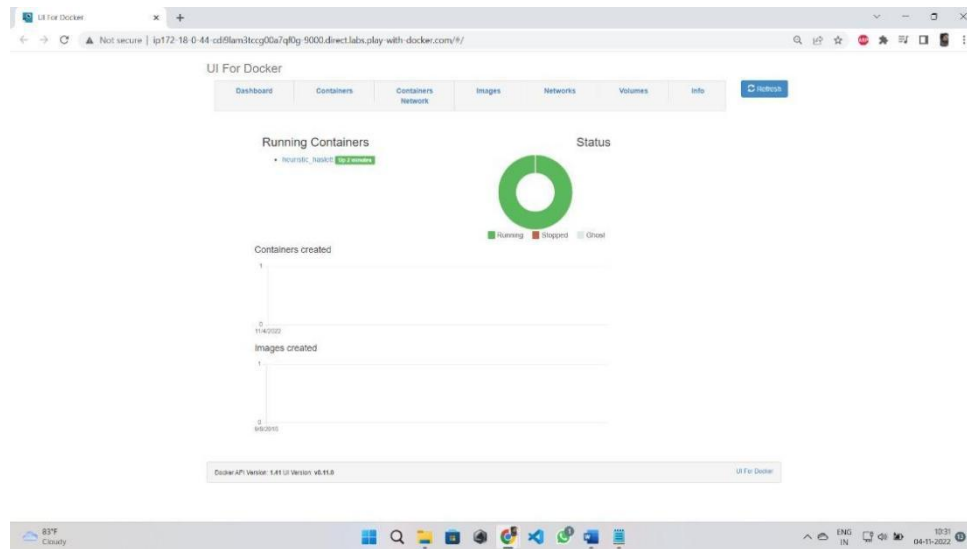 UI For Docker
Not secure | ip172-18-0-44-cdi9lam3tccg00a7qf0g-9000.direct.labs.play-with-docker.com/#/
UI For Docker
Dashboard
Containers
Containers
Network
Images
Networks
Volumes
Info
Refresh
Running Containers
Up 2 minutes
Status
Running Stopped Ghost
Containers created
1
0
11/4/2022
Images created
1
0
Docker API Version: 1.41 UI Version: v0.11.0
UI For Docker
83°F
Cloudy
ENG
IN
10:31
04-11-2022